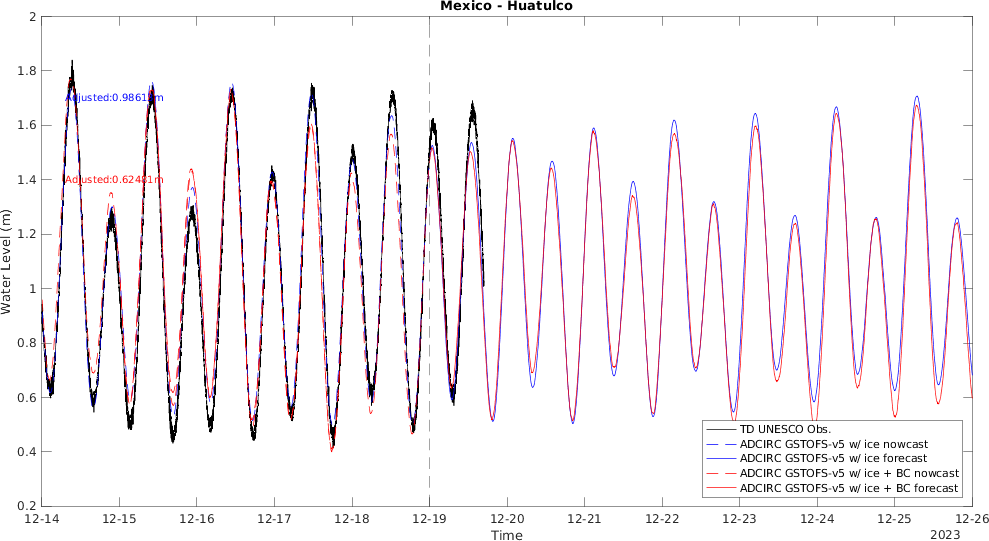 Mexico - Huatulco
2
1.8
1.6
1.4
1.2
1
0.8
0.6
0.4
0.2
Water Level (m)
Adjusted:0.9861 m
Adjusted:0.62481m
TD UNESCO Obs.
ADCIRC GSTOFS-v5 w/ ice nowcast
ADCIRC GSTOFS-v5 w/ ice forecast
ADCIRC GSTOFS-v5 w/ ice + BC nowcast
ADCIRC GSTOFS-v5 w/ ice + BC forecast
12-14 12-15 12-16 12-17 12-18 12-19 12-20 12-21 12-22 12-23 12-24 12-25 12-26
Time
2023